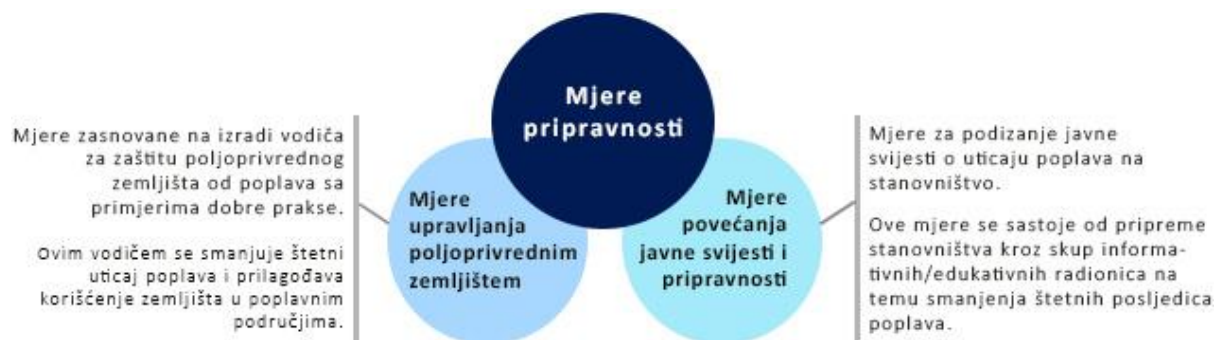 Mjere
pripravnosti
Mjere zasnovane na izradi vodiča
za zaštitu poljoprivrednog
zemljišta od poplava sa
primjerima dobre prakse.
Ovim vodičem se smanjuje štetni
uticaj poplava i prilagođava
korišćenje zemljišta u poplavnim
područjima.
Mjere
upravljanja
poljoprivrednim
zemljištem
Mjere
povećanja
javne svijesti i
pripravnosti
Mjere za podizanje javne
svijesti o uticaju poplava na
stanovništvo.
Ove mjere se sastoje od pripreme
stanovništva kroz skup informa-
tivnih/edukativnih radionica na
temu smanjenja štetnih posljedica
poplava.